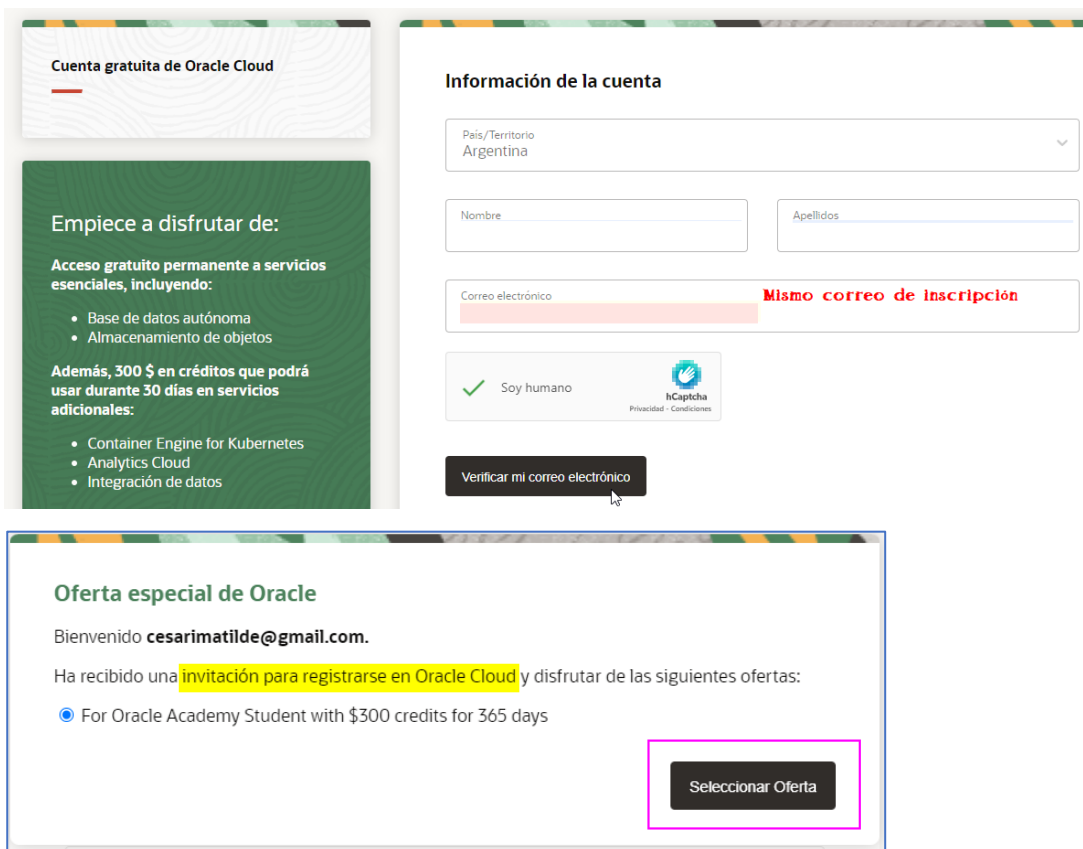 Cuenta gratuita de Oracle Cloud
Empiece a disfrutar de:
Acceso gratuito permanente a servicios
esenciales, incluyendo:
• Base de datos autónoma
• Almacenamiento de objetos
Además, 300 $ en créditos que podrá
usar durante 30 días en servicios
adicionales:
• Container Engine for Kubernetes
• Analytics Cloud
• Integración de datos
Información de la cuenta
País/Territorio
Argentina
Nombre
Apellidos
Correo electrónico
Mismo correo de inscripción
Soy humano
hCaptcha
Privacidad - Condiciones
Verificar mi correo electrónico
Oferta especial de Oracle
Bienvenido cesarimatilde@gmail.com.
Ha recibido una invitación para registrarse en Oracle Cloud y disfrutar de las siguientes ofertas:
For Oracle Academy Student with $300 credits for 365 days
Seleccionar Oferta